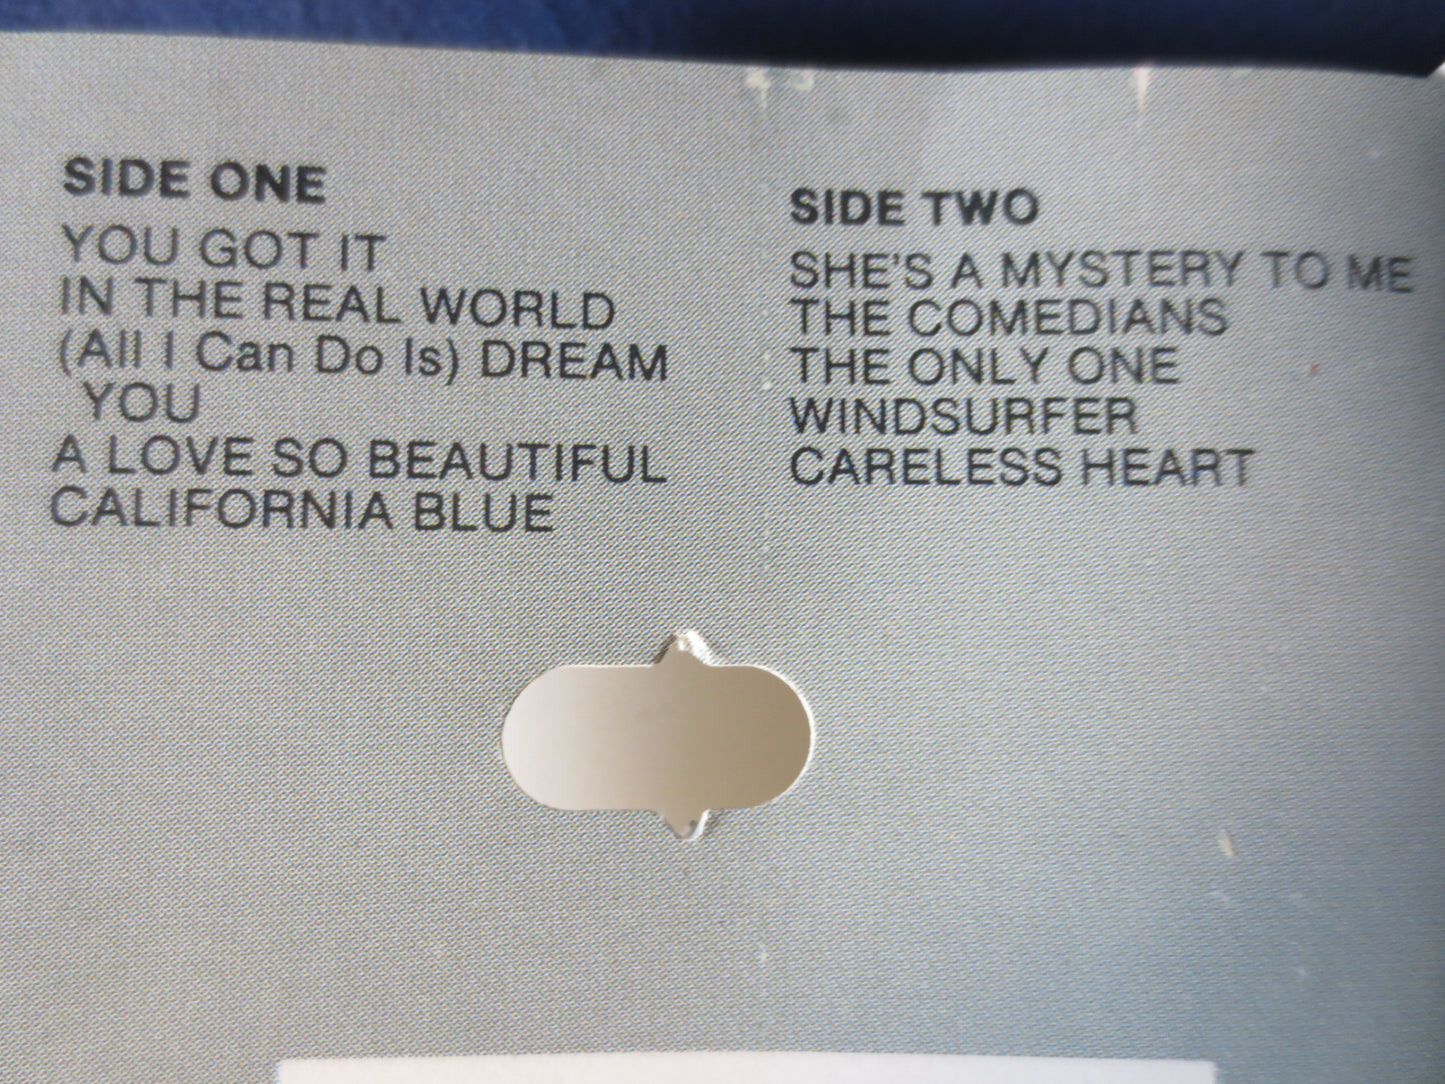 SIDE ONE
YOU GOT IT
IN THE REAL WORLD
(All I Can Do Is) DREAM
YOU
A LOVE SO BEAUTIFUL
CALIFORNIA BLUE
SIDE TWO
SHE'S A MYSTERY TO ME
THE COMEDIANS
THE ONLY ONE
WINDSURFER
CARELESS HEART